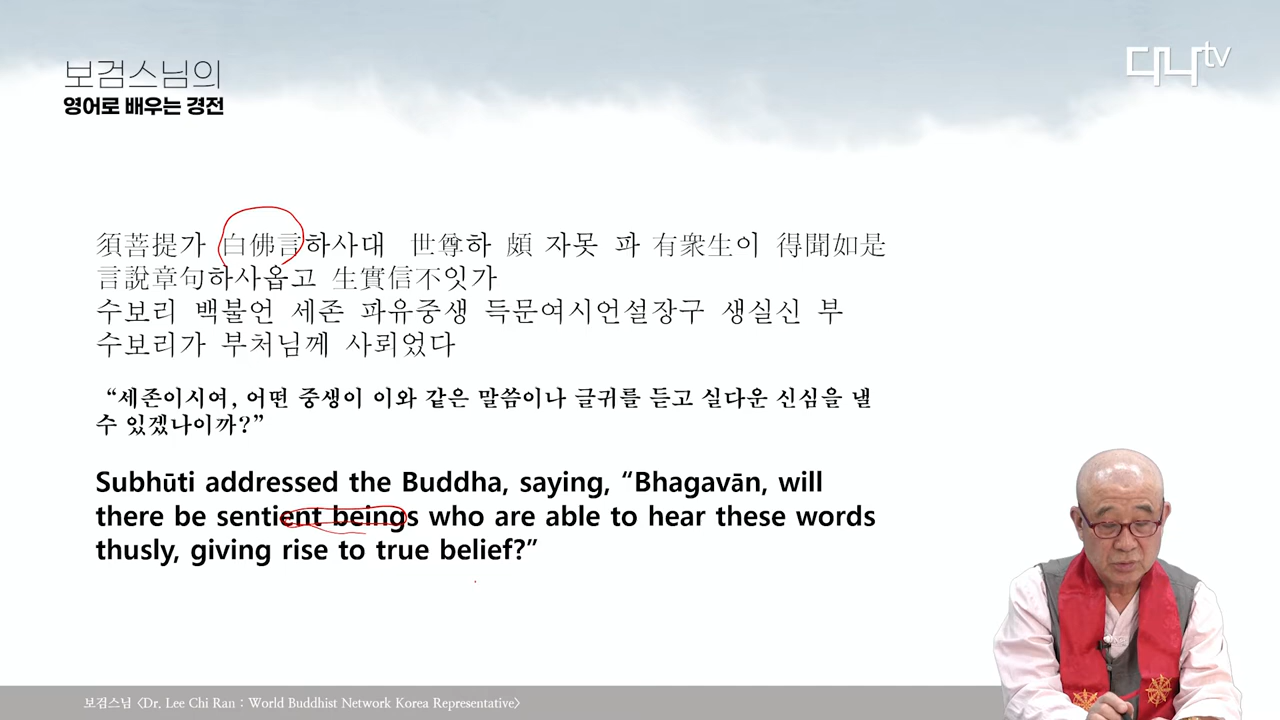 보검스님의
영어로 배우는 경전
디나tv
須菩提가 白佛言하사대 世尊하 頗 자못 파 有衆生이 得聞如是
言說章句하사옵고 生實信不잇가
수보리 백불언 세존 파유중생 득문여시언설장구 생실신 부
수보리가 부처님께 사뢰었다
“세존이시여, 어떤 중생이 이와 같은 말씀이나 글귀를 듣고 실다운 신심을 낼
수 있겠나이까?”
Subhūti addressed the Buddha, saying, “Bhagavān, will
there be sentient beings who are able to hear these words
thusly, giving rise to true belief?”
보검스님 <Dr. Lee Chi Ran : World Buddhist Network Korea Representative>